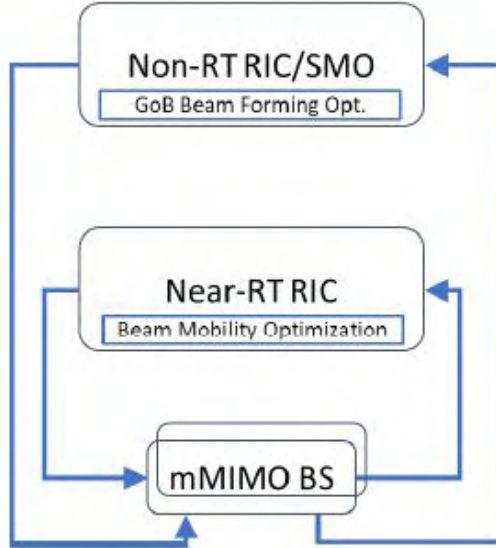 Non-RT RIC/SMO
GoB Beam Forming Opt.
Near-RT RIC
Beam Mobility Optimization
mMIMO BS